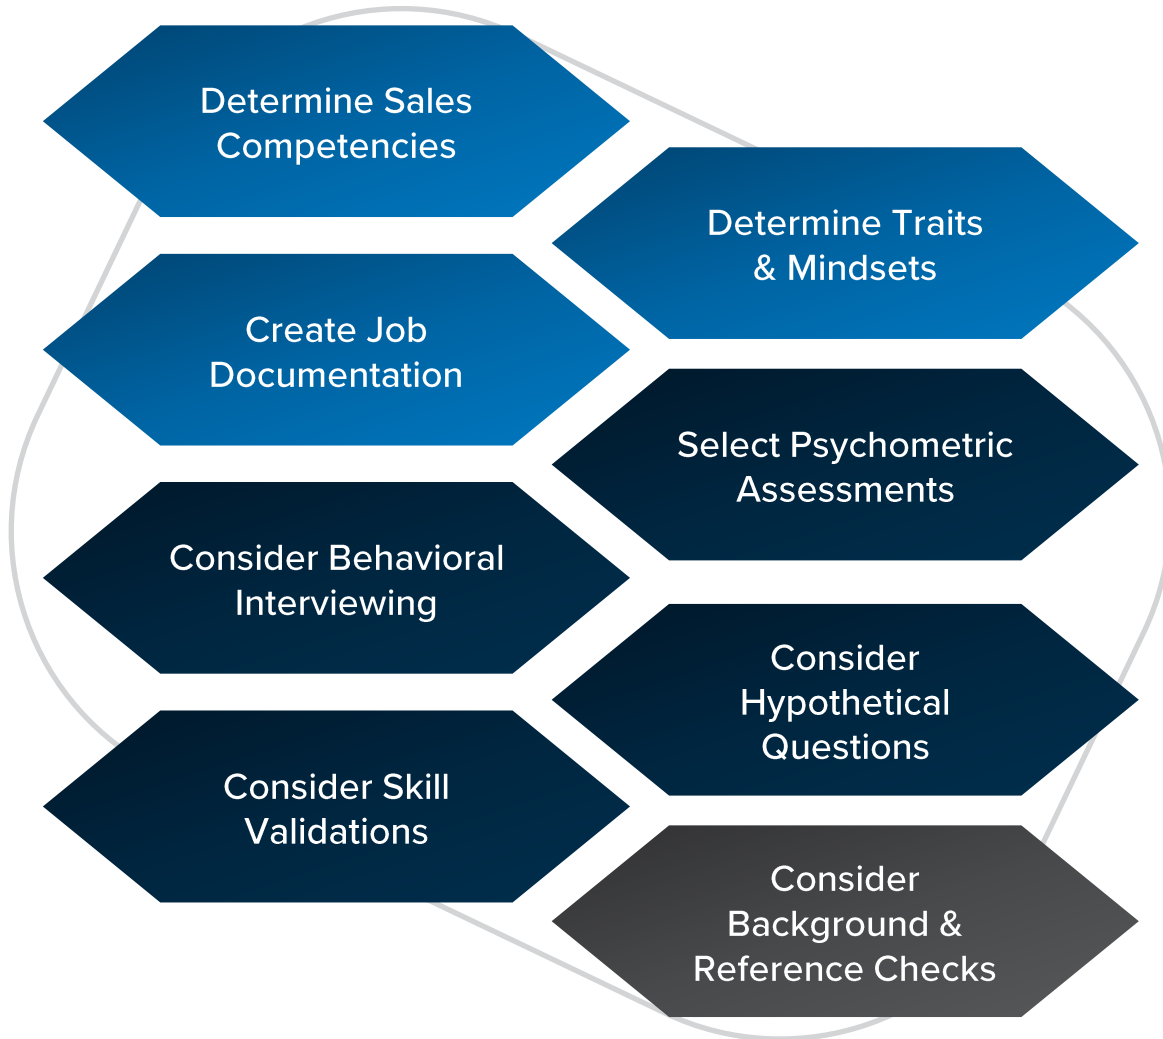 Determine Sales
Competencies
Determine Traits
& Mindsets
Create Job
Documentation
Select Psychometric
Assessments
Consider Behavioral
Interviewing
Consider
Hypothetical
Questions
Consider Skill
Validations
Consider
Background &
Reference Checks